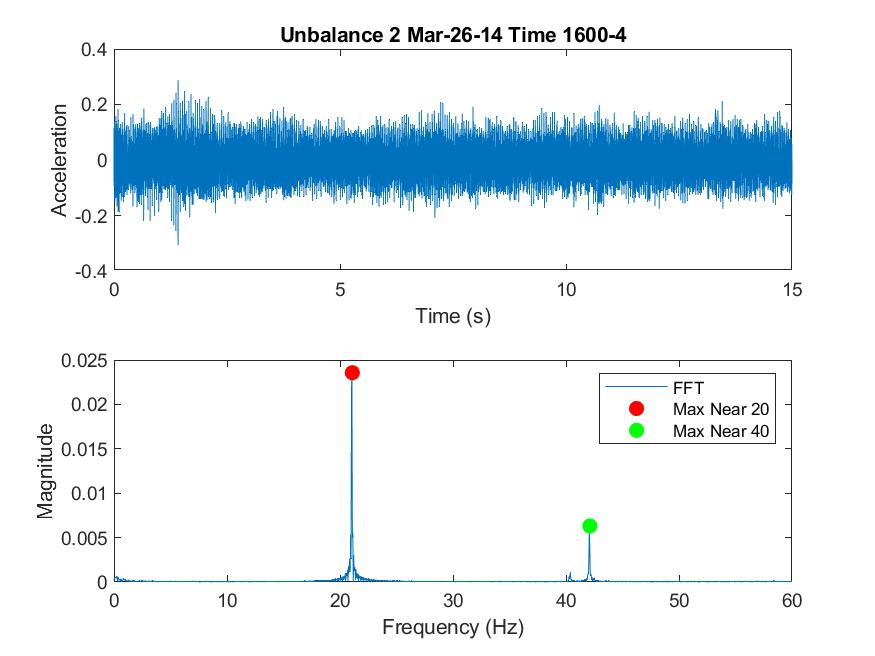 Unbalance 2 Mar-26-14 Time 1600-4
0.4
0.2
0
-0.2
-0.4
Acceleration
0 5 10 15
Time (s)
0.025
0.02
0.015
0.01
0.005
0
Magnitude
FFT
Max Near 20
Max Near 40
0 10 20 30 40 50 60
Frequency (Hz)